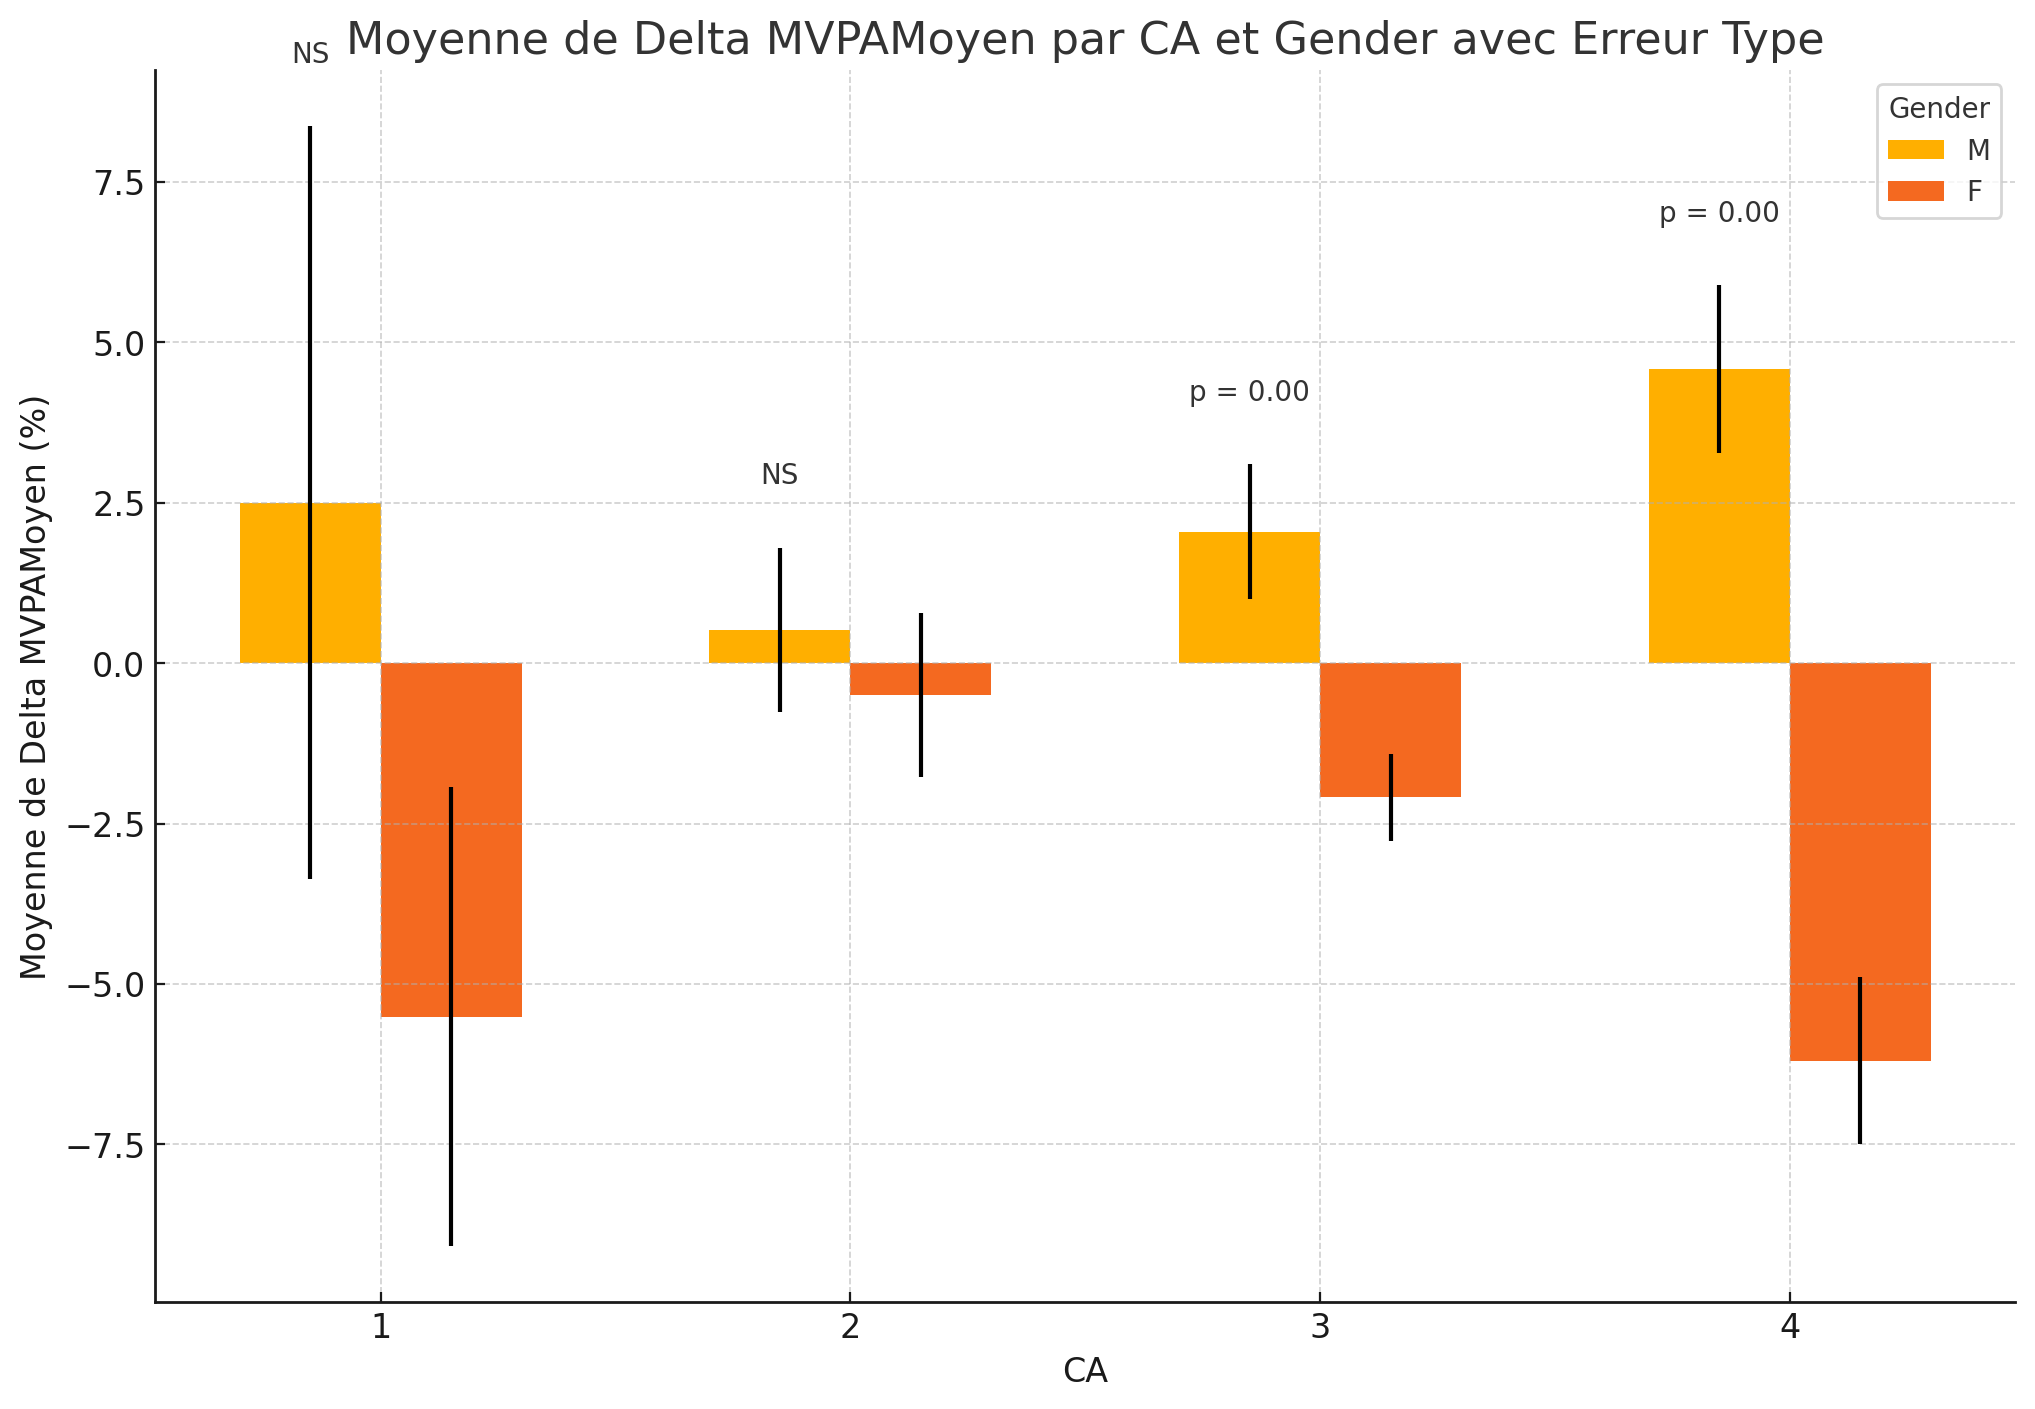 NS
Moyenne de Delta MVPAMoyen par CA et Gender avec Erreur Type
Gender
M
F
p = 0.00
p = 0.00
NS
Moyenne de Delta MVPAMoyen (%)
7.5
5.0
2.5
0.0
−2.5
−5.0
−7.5
1 2 3 4
CA